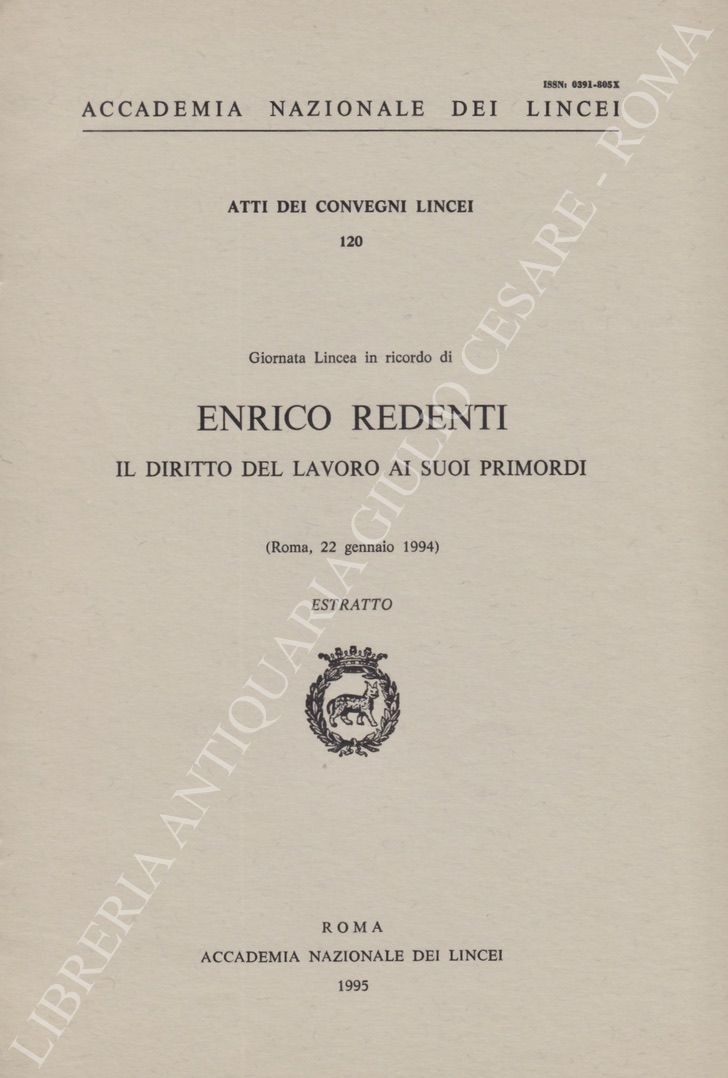 ISSN: 0391-805X
ACCADEMIA NAZIONALE DEI LINCEI
ATTI DEI CONVEGNI LINCEI
120
Giornata Lincea in ricordo di
ENRICO REDENTI
IL DIRITTO DEL LAVORO AI SUOI PRIMORDI
(Roma, 22 gennaio 1994)
ESTRATTO
ROMA
ACCADEMIA NAZIONALE DEI LINCEI
1995
LIBRERIA ANTIQUARIA GIULIO CESARE - ROMA